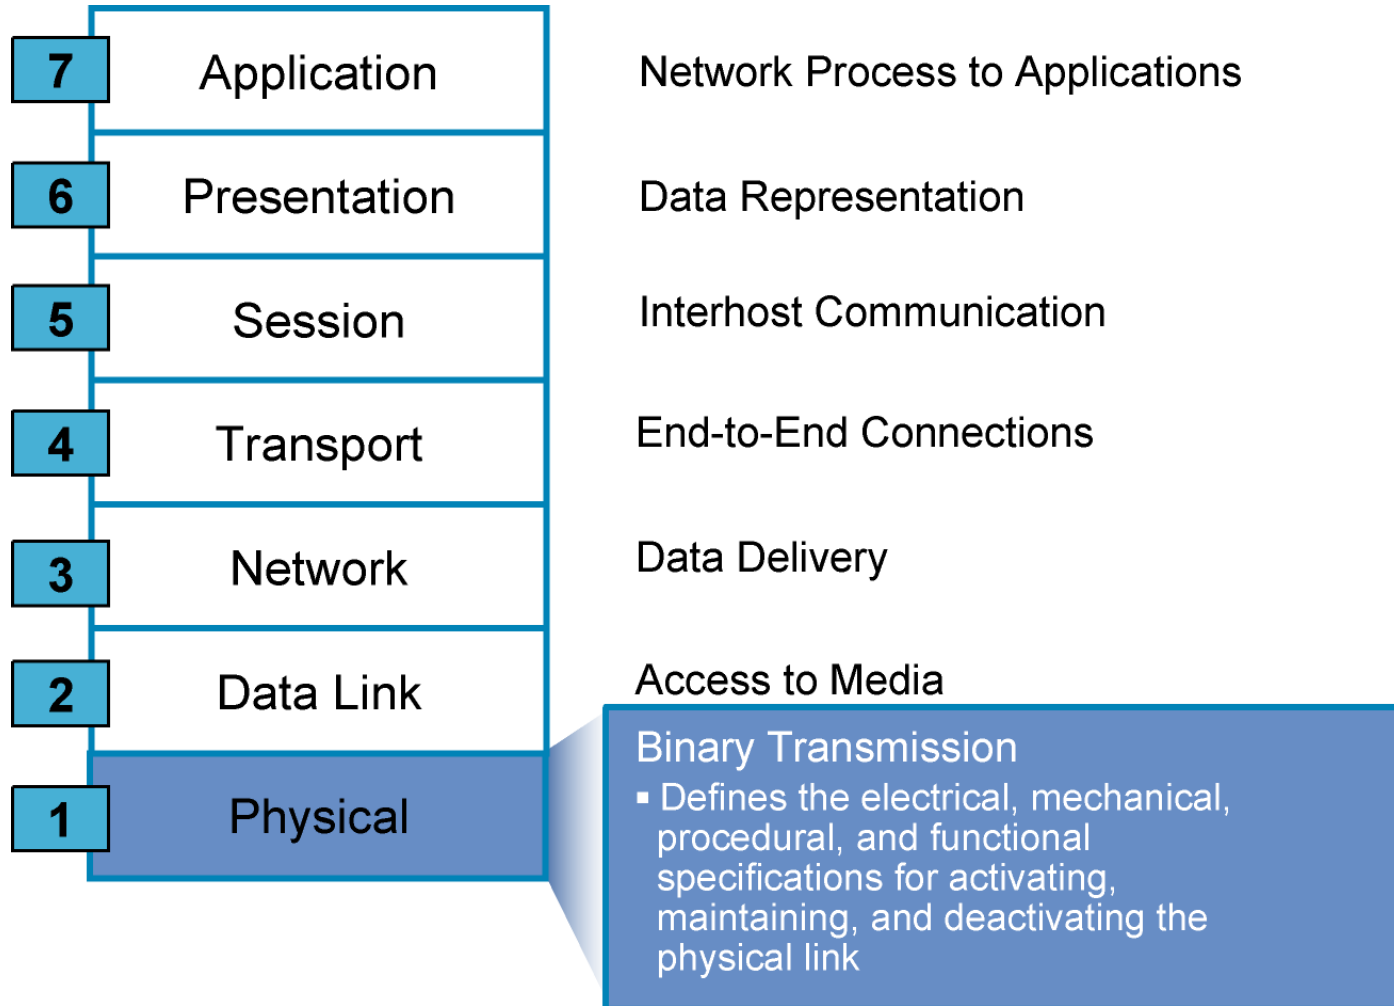 7 Application Network Process to Applications
6 Presentation Data Representation
5 Session Interhost Communication
4 Transport End-to-End Connections
3 Network Data Delivery
2 Data Link Access to Media
1 Physical Binary Transmission
▪ Defines the electrical, mechanical,
procedural, and functional
specifications for activating,
maintaining, and deactivating the
physical link